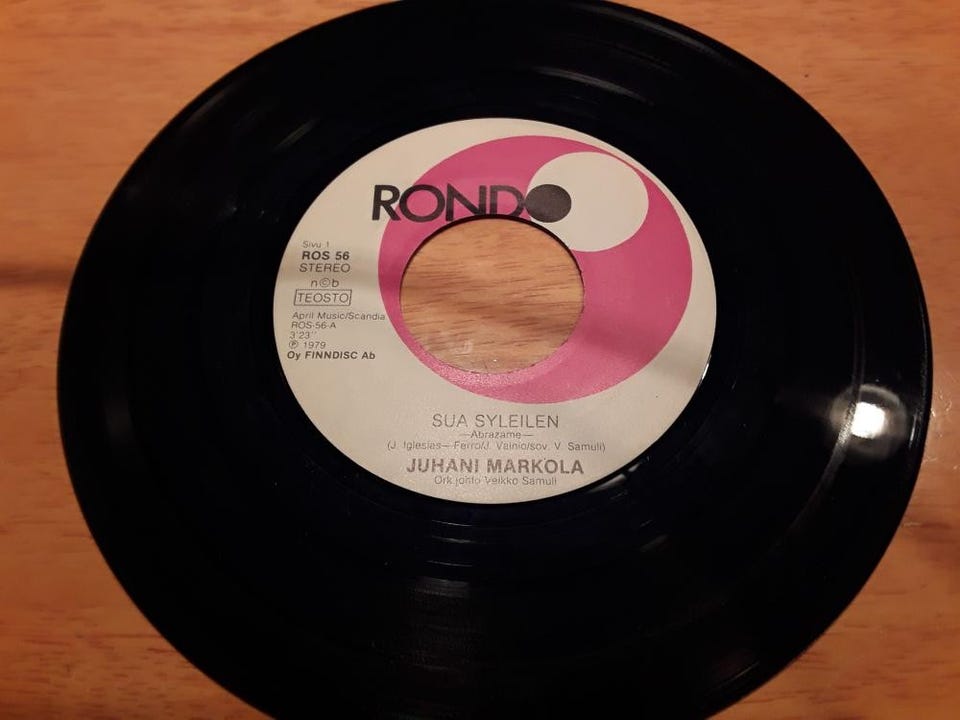 RONDO
Sivu 1
ROS 56
STEREO
n©b
TEOSTO
April Music/Scandia
ROS-56-A
3'23"
℗ 1979
Oy FINNDISC Ab
SUA SYLEILEN
—Abrazame—
(J. Iglesias—Ferro/J. Vainio/sov. V. Samuli)
JUHANI MARKOLA
Ork.johto Veikko Samuli